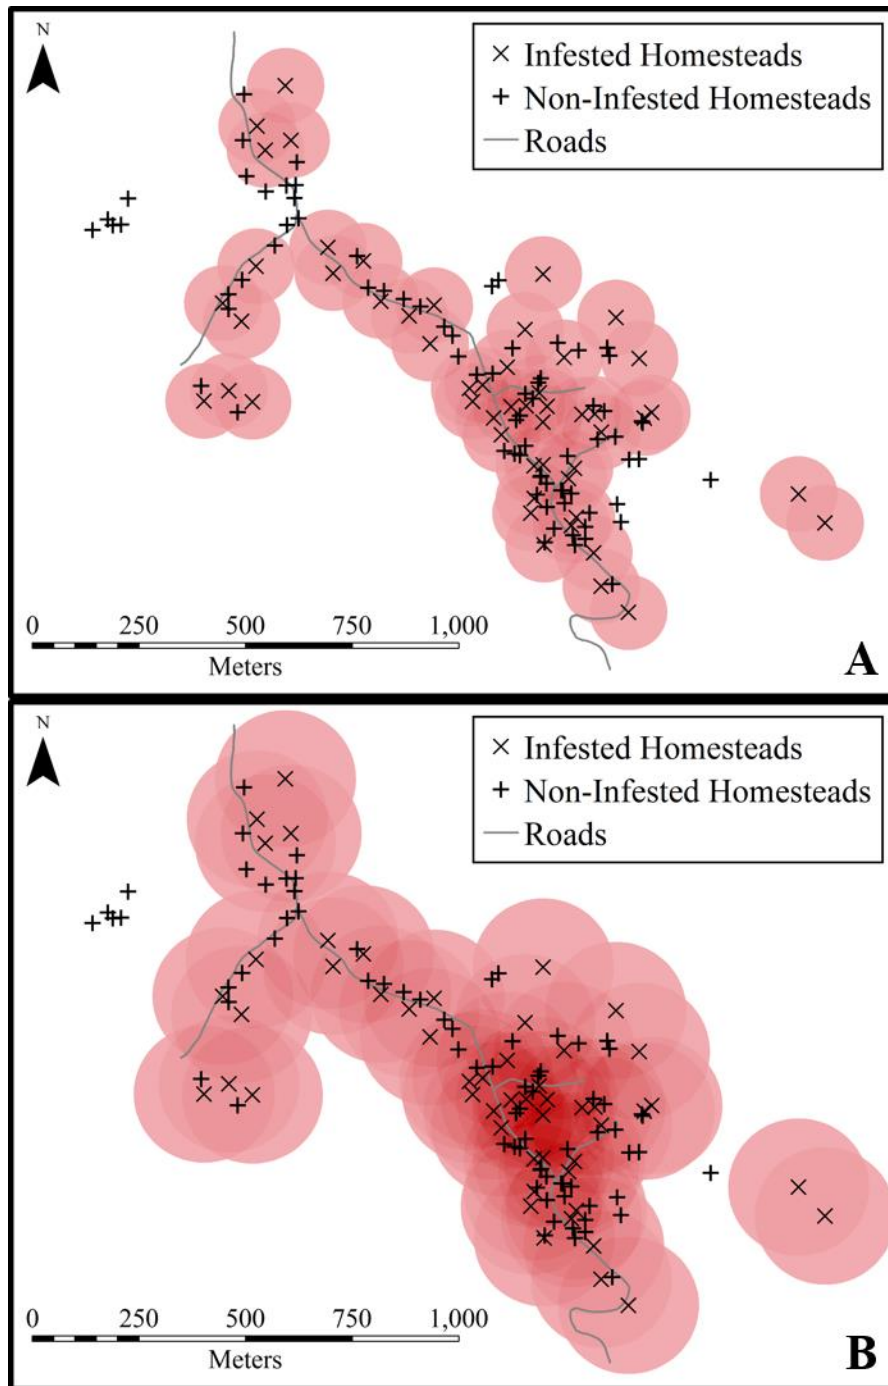 N
Infested Homesteads
Non-Infested Homesteads
Roads
0 250 500 750 1,000
Meters
A
N
Infested Homesteads
Non-Infested Homesteads
Roads
0 250 500 750 1,000
Meters
B